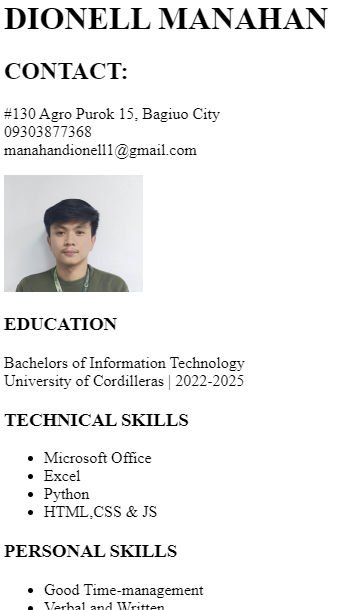 DIONELL MANAHAN
CONTACT:
#130 Agro Purok 15, Bagiuo City
09303877368
manahandionell1@gmail.com
EDUCATION
Bachelors of Information Technology
University of Cordilleras | 2022-2025
TECHNICAL SKILLS
• Microsoft Office
• Excel
• Python
• HTML,CSS & JS
PERSONAL SKILLS
• Good Time-management
• Verbal and Written